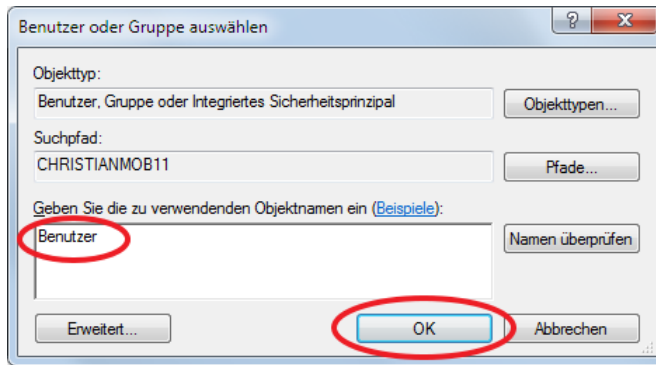 Benutzer oder Gruppe auswählen
Objekttyp:
Benutzer, Gruppe oder Integriertes Sicherheitsprinzipal
Objekttypen...
Suchpfad:
CHRISTIANMOB11
Pfade...
Geben Sie die zu verwendenden Objektnamen ein (Beispiele):
Benutzer
Namen überprüfen
Erweitert...
OK
Abbrechen